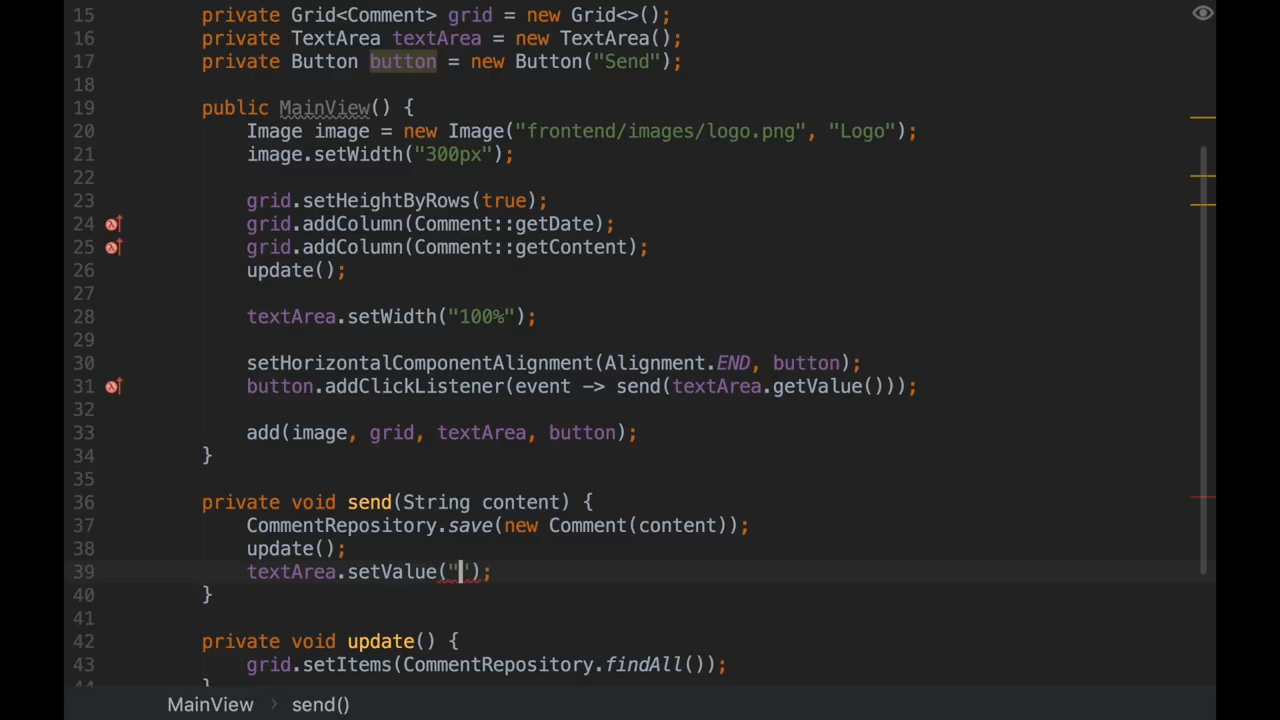 15 private Grid<Comment> grid = new Grid<>();
16 private TextArea textArea = new TextArea();
17 private Button button = new Button("Send");
18
19 public MainView() {
20 Image image = new Image("frontend/images/logo.png", "Logo");
21 image.setWidth("300px");
22
23 grid.setHeightByRows(true);
24 grid.addColumn(Comment::getDate);
25 grid.addColumn(Comment::getContent);
26 update();
27
28 textArea.setWidth("100%");
29
30 setHorizontalComponentAlignment(Alignment.END, button);
31 button.addClickListener(event -> send(textArea.getValue()));
32
33 add(image, grid, textArea, button);
34 }
35
36 private void send(String content) {
37 CommentRepository.save(new Comment(content));
38 update();
39 textArea.setValue("");
40 }
41
42 private void update() {
43 grid.setItems(CommentRepository.findAll());
MainView > send()